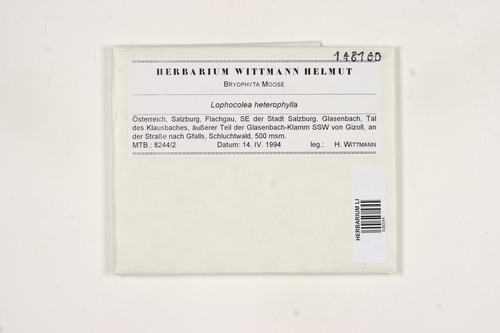 148160
HERBARIUM WITTMANN HELMUT
BRYOPHYTA MOOSE
Lophocolea heterophylla
Österreich, Salzburg, Flachgau, SE der Stadt Salzburg, Glasenbach, Tal
des Klausbaches, äußerer Teil der Glasenbach-Klamm SSW von Gizoll, an
der Straße nach Gfalls, Schluchtwald, 500 msm.
MTB.: 8244/2 Datum: 14. IV. 1994 leg.: H. WITTMANN
HERBARIUM LI